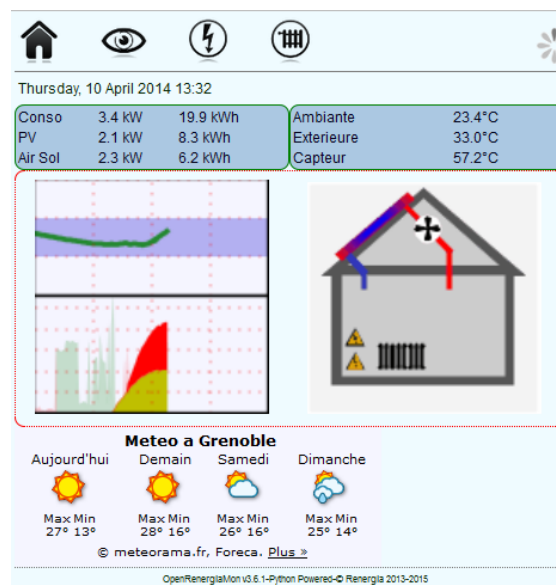 Thursday, 10 April 2014 13:32
Conso 3.4 kW 19.9 kWh Ambiante 23.4°C
PV 2.1 kW 8.3 kWh Exterieure 33.0°C
Air Sol 2.3 kW 6.2 kWh Capteur 57.2°C
Meteo a Grenoble
Aujourd'hui Demain Samedi Dimanche
Max Min Max Min Max Min Max Min
27° 13° 28° 16° 26° 16° 25° 14°
© meteorama.fr, Foreca. Plus »
OpenRenergiaMon v3.6.1-Python Powered-© Renergia 2013-2015